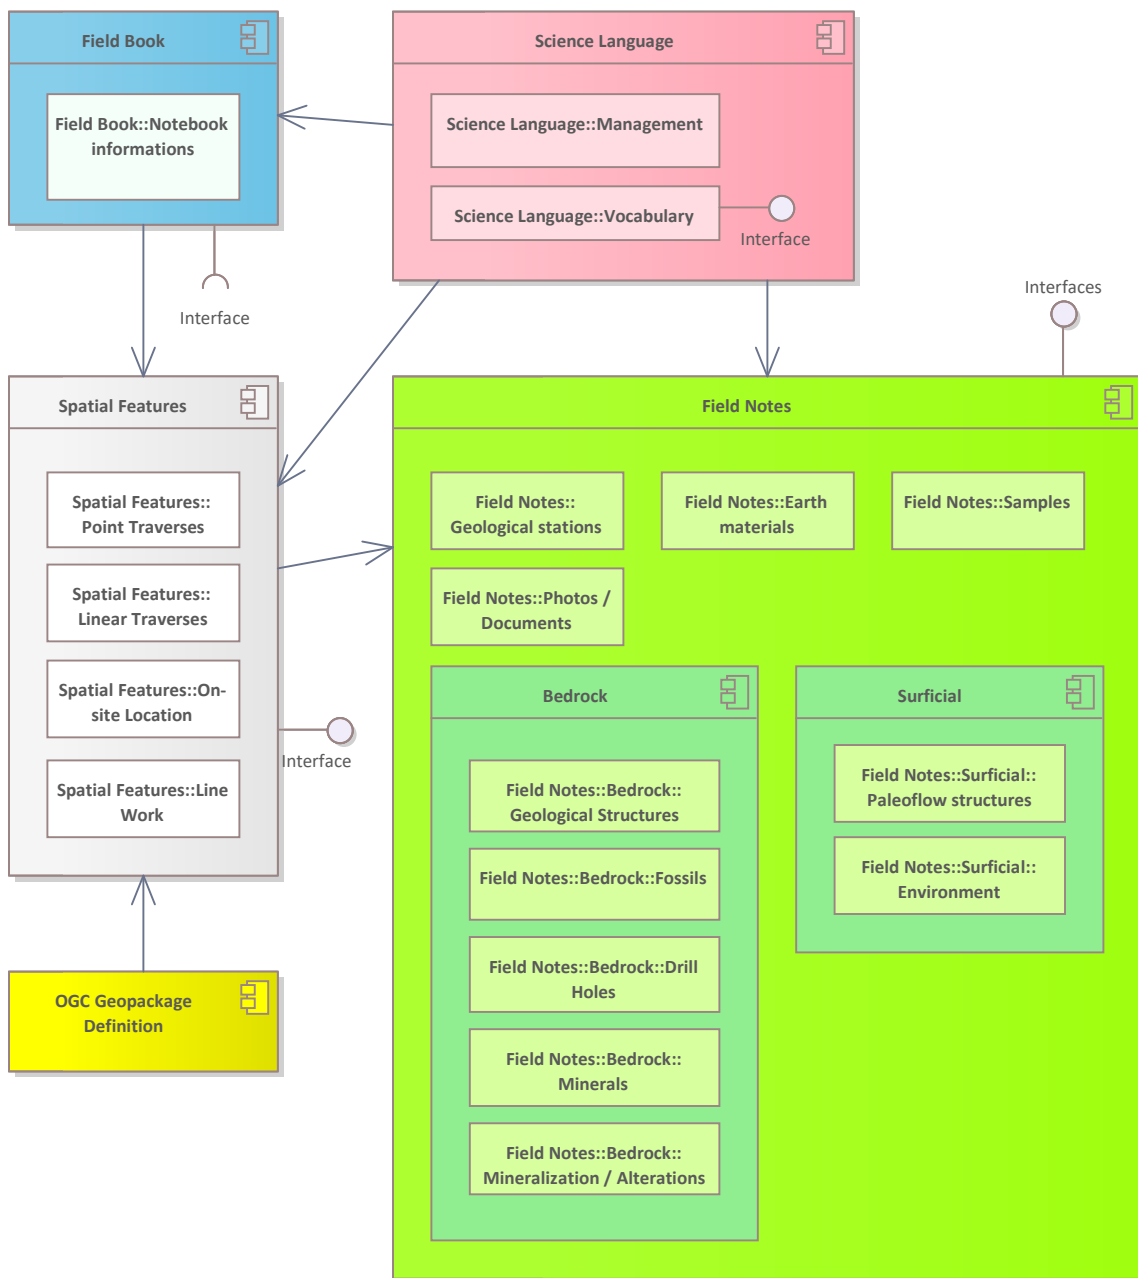 Field Book
Field Book::Notebook
informations
Interface
Science Language
Science Language::Management
Science Language::Vocabulary
Interface
Interfaces
Spatial Features
Spatial Features::
Point Traverses
Spatial Features::
Linear Traverses
Spatial Features::On-
site Location
Spatial Features::Line
Work
Interface
OGC Geopackage
Definition
Field Notes
Field Notes::
Geological stations
Field Notes::Earth
materials
Field Notes::Samples
Field Notes::Photos /
Documents
Bedrock
Field Notes::Bedrock::
Geological Structures
Field Notes::Bedrock::Fossils
Field Notes::Bedrock::Drill
Holes
Field Notes::Bedrock::
Minerals
Field Notes::Bedrock::
Mineralization / Alterations
Surficial
Field Notes::Surficial::
Paleoflow structures
Field Notes::Surficial::
Environment